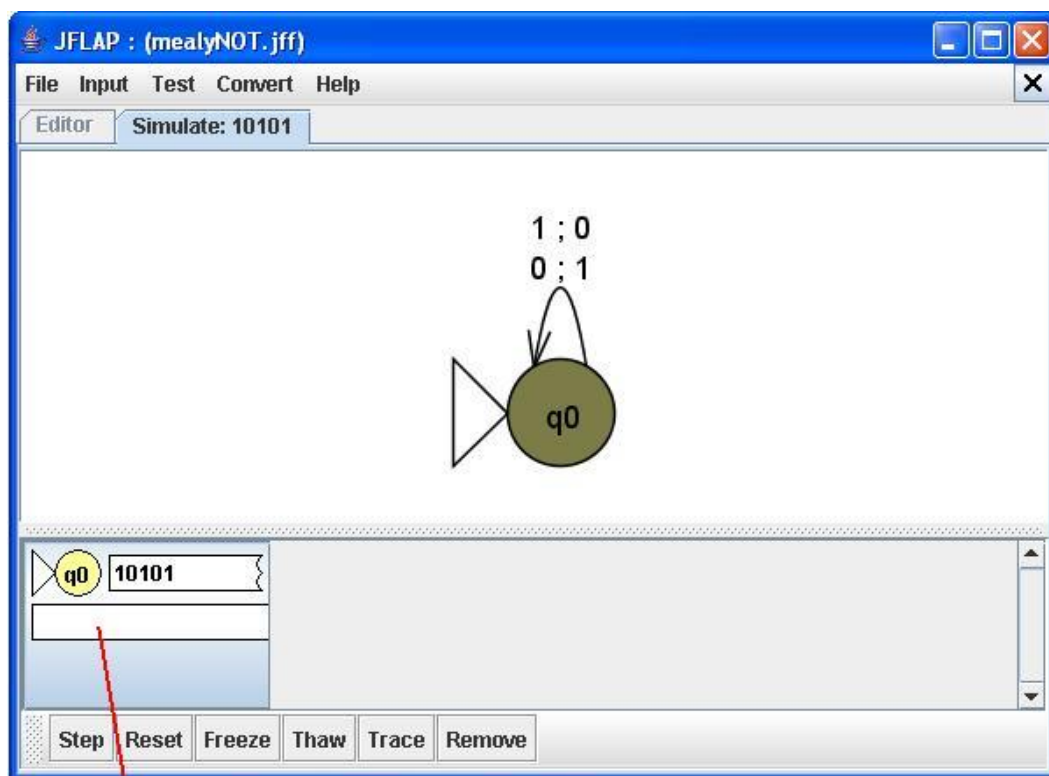 JFLAP : (mealyNOT.jff)
File Input Test Convert Help
Editor Simulate: 10101
1 ; 0
0 ; 1
q0
q0 10101
Step Reset Freeze Thaw Trace Remove